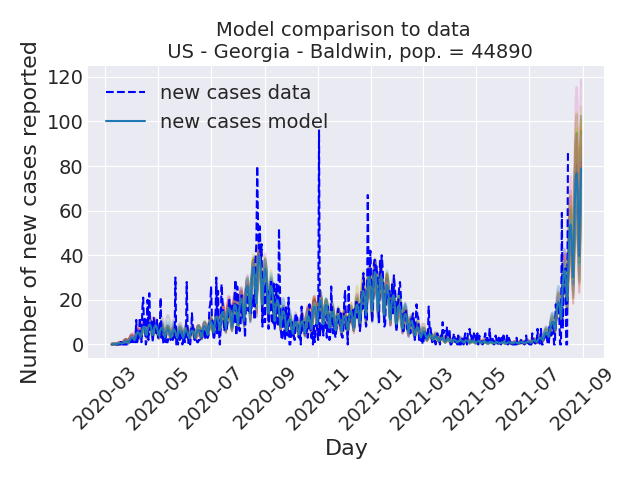 Model comparison to data
US - Georgia - Baldwin, pop. = 44890
Number of new cases reported
120
100
80
60
40
20
0
new cases data
new cases model
2020-03
2020-05
2020-07
2020-09
2020-11
2021-01
2021-03
2021-05
2021-07
2021-09
Day